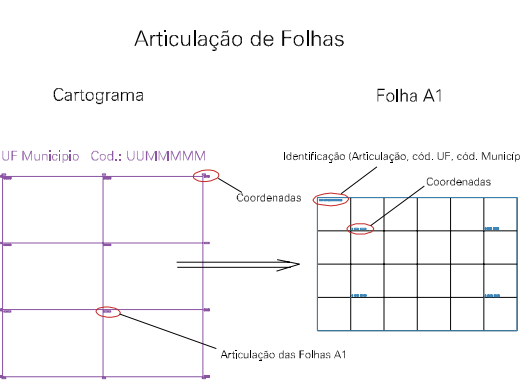 Articulação de Folhas
Cartograma
Folha A1
UF Município Cod.: UUMMMMM
Identificação (Articulação, cód. UF, cód. Municíp
Coordenadas
Coordenadas
Articulação das Folhas A1